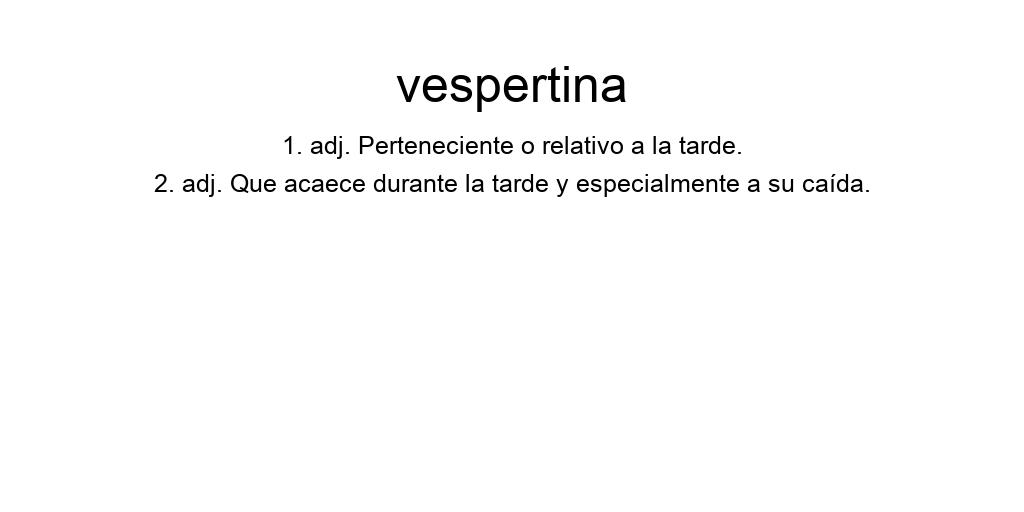 vespertina
1. adj. Perteneciente o relativo a la tarde.
2. adj. Que acaece durante la tarde y especialmente a su caída.